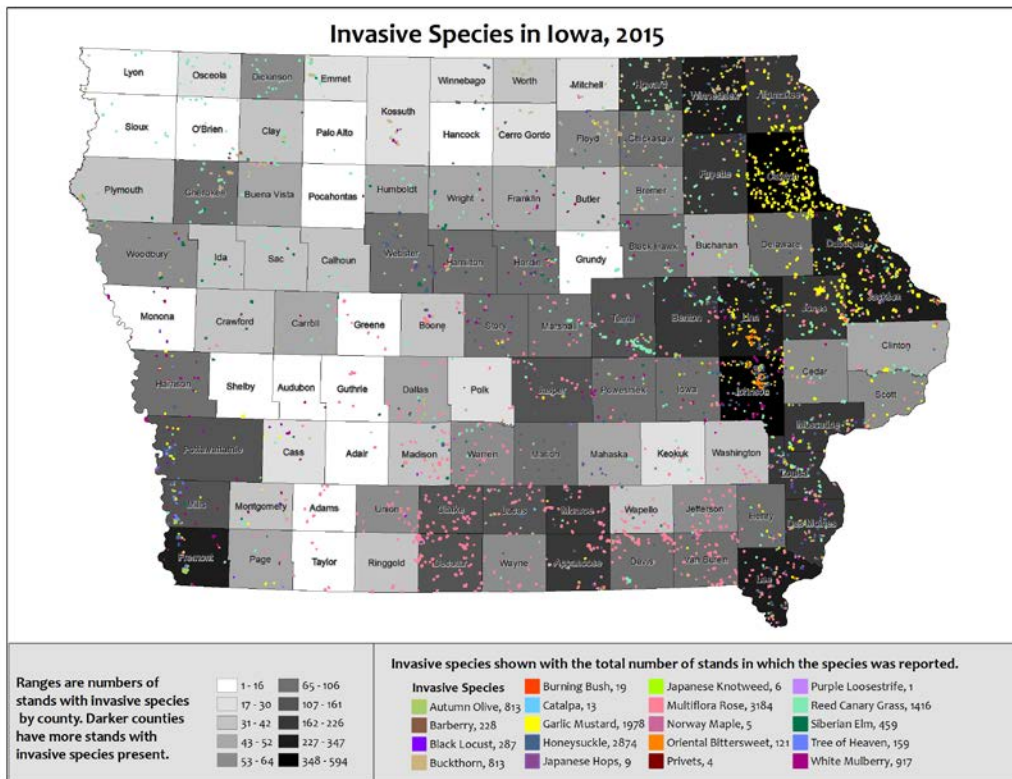 Invasive Species in Iowa, 2015
Lyon
Osceola
Dickinson
Emmet
Winnebago
Worth
Mitchell
Howard
Winneshiek
Allamakee
Kossuth
Sioux
O'Brien
Clay
Palo Alto
Hancock
Cerro Gordo
Floyd
Chickasaw
Plymouth
Cherokee
Buena Vista
Pocahontas
Humboldt
Wright
Franklin
Butler
Bremer
Fayette
Clayton
Woodbury
Ida
Sac
Calhoun
Webster
Hamilton
Hardin
Grundy
Black Hawk
Buchanan
Delaware
Dubuque
Monona
Crawford
Carroll
Greene
Boone
Story
Marshall
Tama
Benton
Linn
Jones
Jackson
Clinton
Harrison
Shelby
Audubon
Guthrie
Dallas
Polk
Jasper
Poweshiek
Iowa
Johnson
Cedar
Scott
Muscatine
Pottawattamie
Cass
Adair
Madison
Warren
Marion
Mahaska
Keokuk
Washington
Louisa
Mills
Montgomery
Adams
Union
Clarke
Lucas
Monroe
Wapello
Jefferson
Henry
Des Moines
Fremont
Page
Taylor
Ringgold
Decatur
Wayne
Appanoose
Davis
Van Buren
Lee
Ranges are numbers of
stands with invasive species
by county. Darker counties
have more stands with
invasive species present.
1 - 16
17 - 30
31 - 42
43 - 52
53 - 64
65 - 106
107 - 161
162 - 226
227 - 347
348 - 594
Invasive species shown with the total number of stands in which the species was reported.
Invasive Species
Autumn Olive, 813
Barberry, 228
Black Locust, 287
Buckthorn, 813
Burning Bush, 19
Catalpa, 13
Garlic Mustard, 1978
Honeysuckle, 2874
Japanese Hops, 9
Japanese Knotweed, 6
Multiflora Rose, 3184
Norway Maple, 5
Oriental Bittersweet, 121
Privets, 4
Purple Loosestrife, 1
Reed Canary Grass, 1416
Siberian Elm, 459
Tree of Heaven, 159
White Mulberry, 917